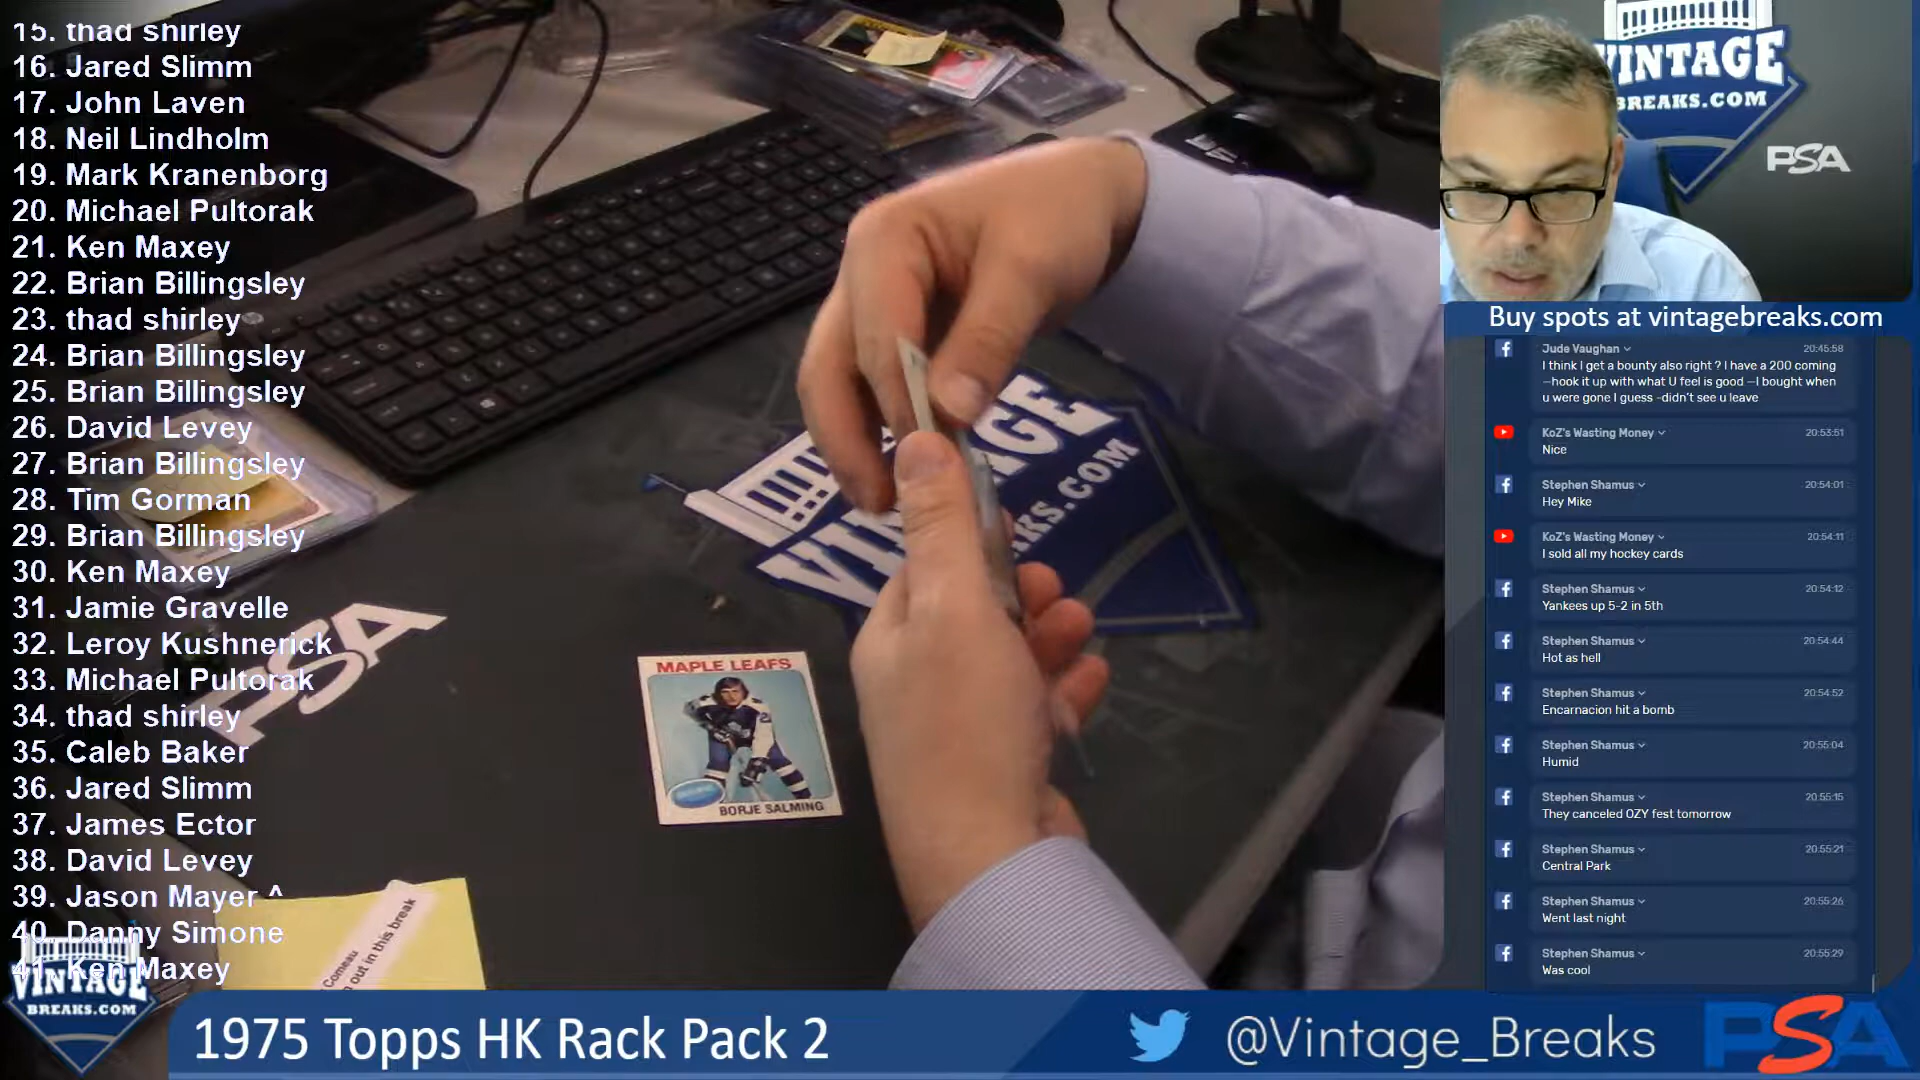 15. thad shirley
16. Jared Slimm
17. John Laven
18. Neil Lindholm
19. Mark Kranenborg
20. Michael Pultorak
21. Ken Maxey
22. Brian Billingsley
23. thad shirley
24. Brian Billingsley
25. Brian Billingsley
26. David Levey
27. Brian Billingsley
28. Tim Gorman
29. Brian Billingsley
30. Ken Maxey
31. Jamie Gravelle
32. Leroy Kushnerick
33. Michael Pultorak
34. thad shirley
35. Caleb Baker
36. Jared Slimm
37. James Ector
38. David Levey
39. Jason Mayer ^
40. Danny Simone
41. Ken Maxey
VINTAGE
BREAKS.COM
PSA
MAPLE LEAFS
BORJE SALMING
Comeau
out in this break
VINTAGE
BREAKS.COM
VINTAGE
BREAKS.COM
PSA
Buy spots at vintagebreaks.com
Jude Vaughan 20:45:58
I think I get a bounty also right ? I have a 200 coming
—hook it up with what U feel is good —I bought when
u were gone I guess -didn't see u leave
KoZ's Wasting Money 20:53:51
Nice
Stephen Shamus 20:54:01
Hey Mike
KoZ's Wasting Money 20:54:11
I sold all my hockey cards
Stephen Shamus 20:54:12
Yankees up 5-2 in 5th
Stephen Shamus 20:54:44
Hot as hell
Stephen Shamus 20:54:52
Encarnacion hit a bomb
Stephen Shamus 20:55:04
Humid
Stephen Shamus 20:55:15
They canceled OZY fest tomorrow
Stephen Shamus 20:55:21
Central Park
Stephen Shamus 20:55:26
Went last night
Stephen Shamus 20:55:29
Was cool
1975 Topps HK Rack Pack 2
@Vintage_Breaks
PSA